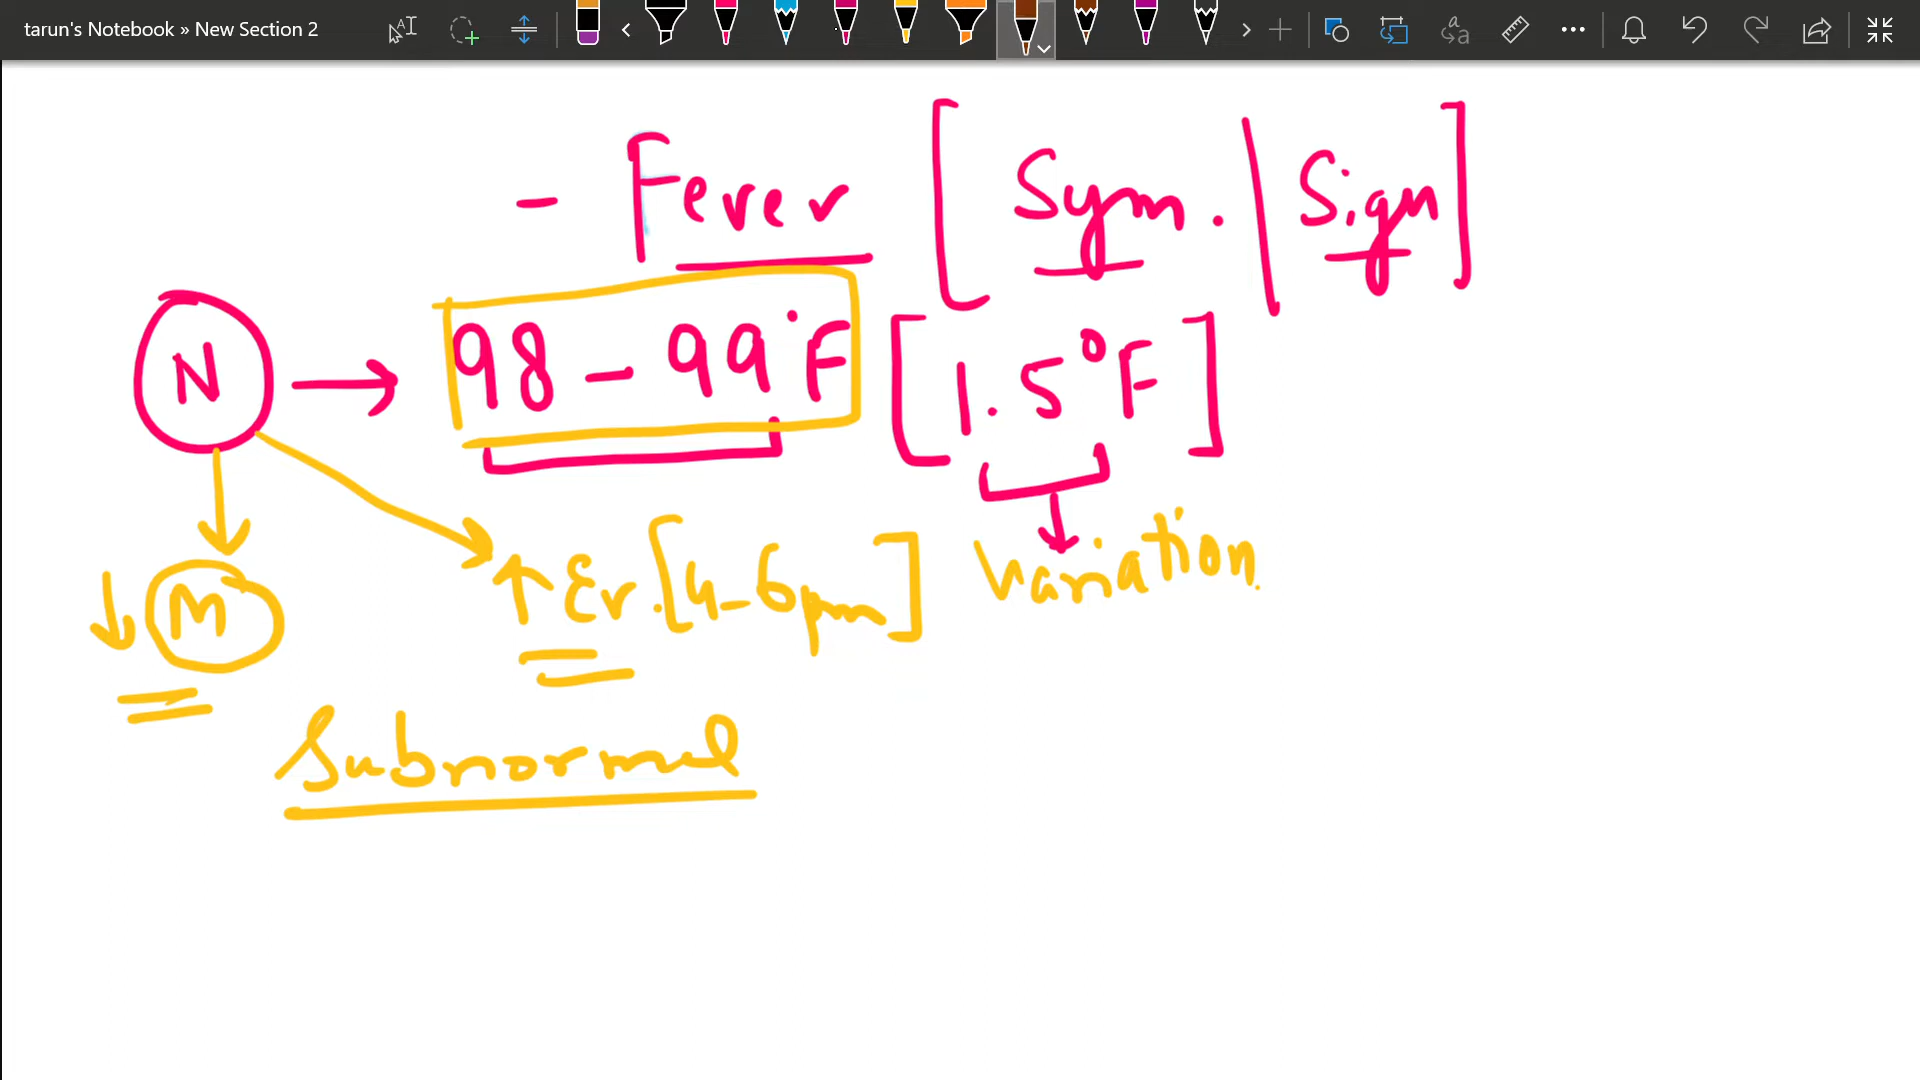 tarun's Notebook » New Section 2
- Fever [Sym. | Sign]
N → 98 - 99°F [1.5°F]
↓ M ↑ Ev. [4-6pm] Variation.
Subnormal